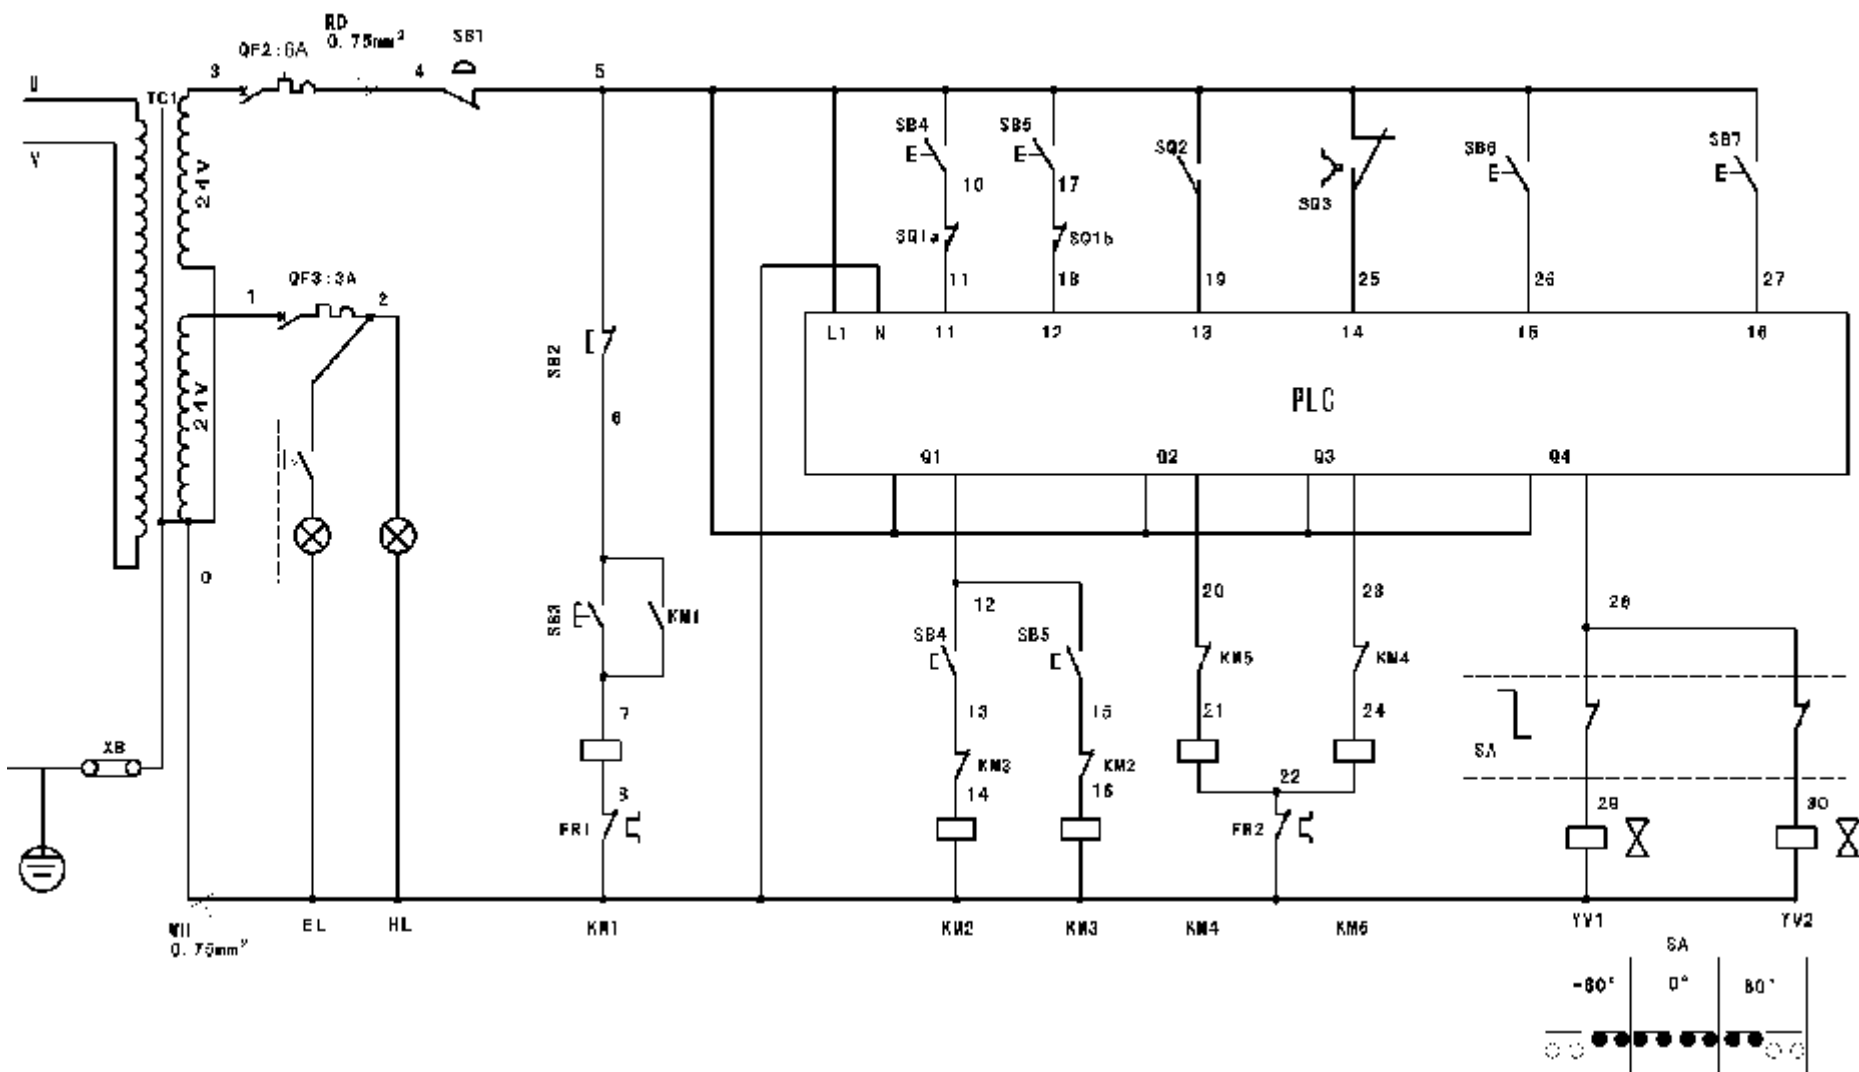 RD
0.75mm²
QF2:6A
SB1
3
4
5
U
TC1
V
24V
SB4
SB5
SQ2
SQ3
SB6
SB7
10
17
SQ1a
SQ1b
QF3:3A
1
2
11
18
19
25
26
27
L1
N
11
12
13
14
15
16
SB2
24V
PLC
6
Q1
Q2
Q3
Q4
0
SB3
KM1
12
20
23
28
SB4
SB5
KM5
KM4
7
13
15
21
24
XB
SA
KM3
KM2
8
14
16
22
29
30
FR1
FR2
0.75mm²
EL
HL
KM1
KM2
KM3
KM4
KM5
YV1
YV2
SA
-60°
0°
60°